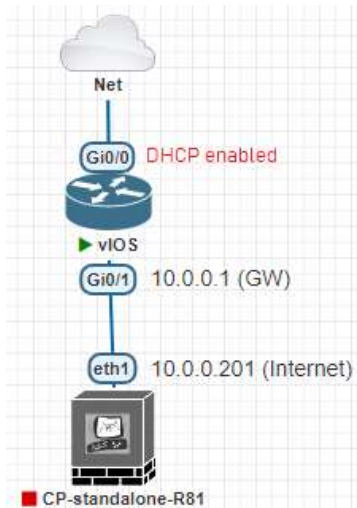 Net
Gi0/0 DHCP enabled
vIOS
Gi0/1 10.0.0.1 (GW)
eth1 10.0.0.201 (Internet)
CP-standalone-R81